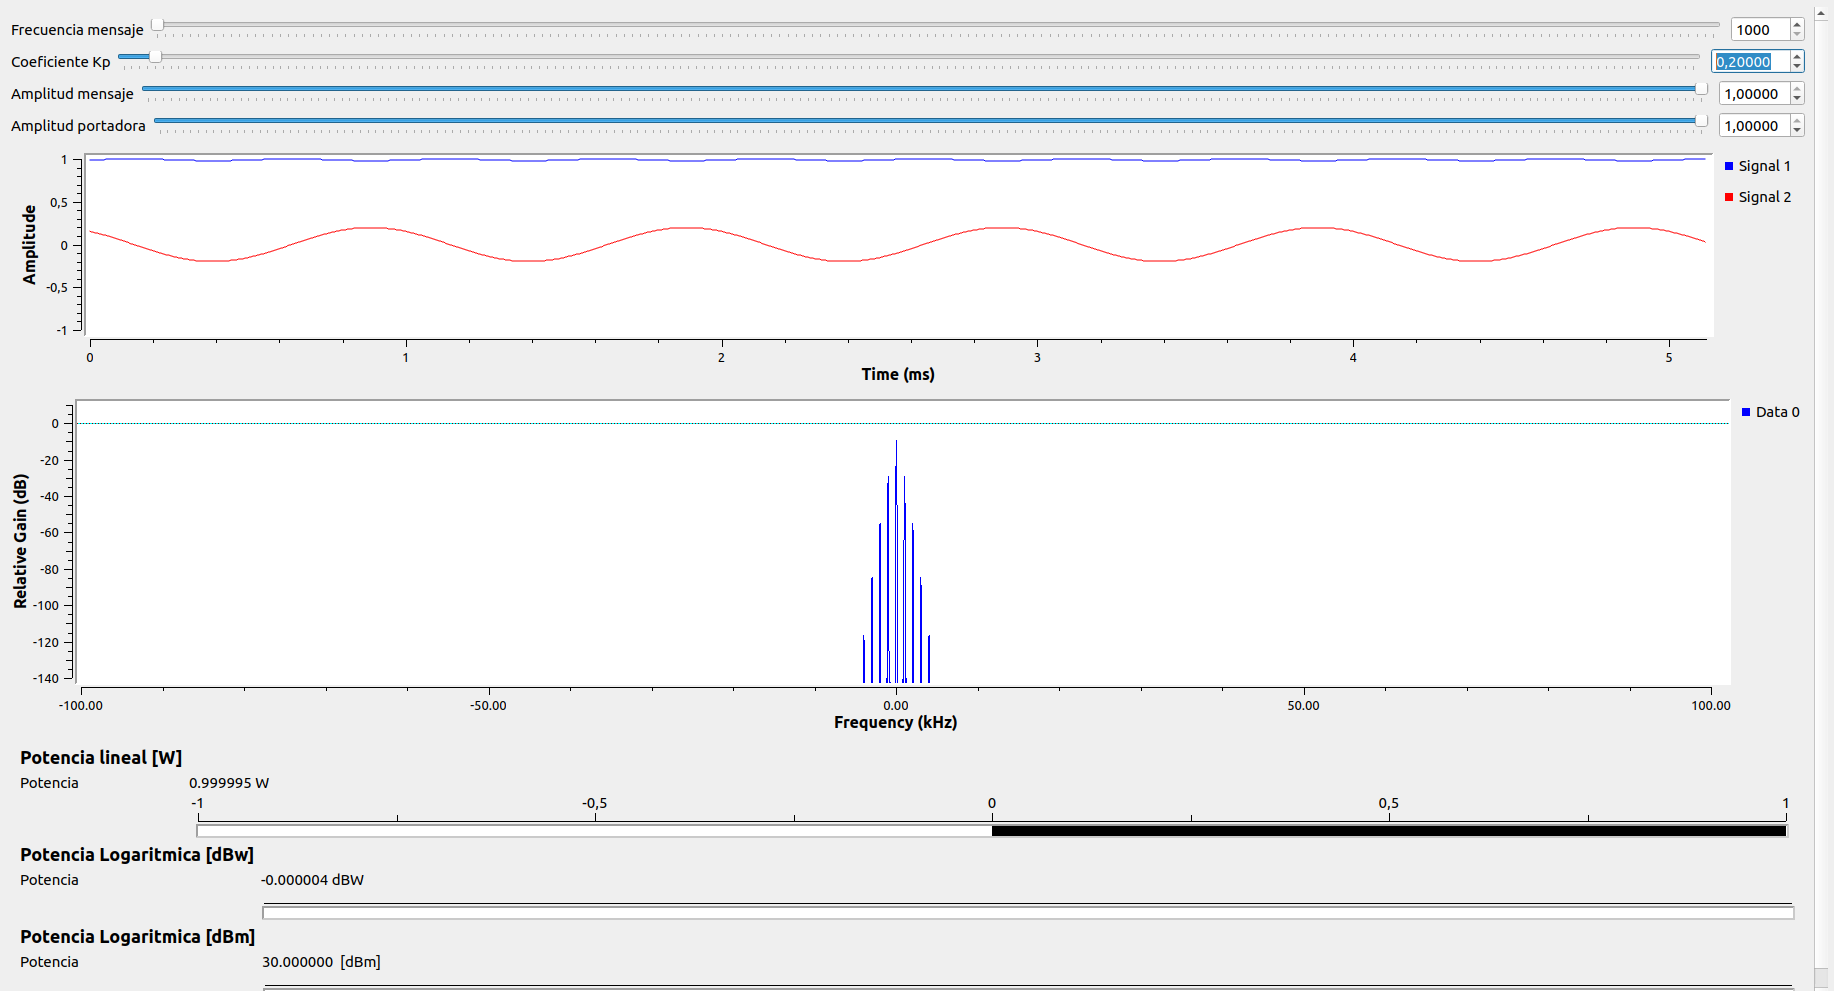 Frecuencia mensaje 1000
Coeficiente Kp 0,20000
Amplitud mensaje 1,00000
Amplitud portadora 1,00000
1
0,5
0
-0,5
-1
Amplitude
Signal 1
Signal 2
0 1 2 3 4 5
Time (ms)
0
-20
-40
-60
-80
-100
-120
-140
Relative Gain (dB)
Data 0
-100.00 -50.00 0.00 50.00 100.00
Frequency (kHz)
Potencia lineal [W]
Potencia 0.999995 W
-1 -0,5 0 0,5 1
Potencia Logaritmica [dBw]
Potencia -0.000004 dBW
Potencia Logaritmica [dBm]
Potencia 30.000000 [dBm]